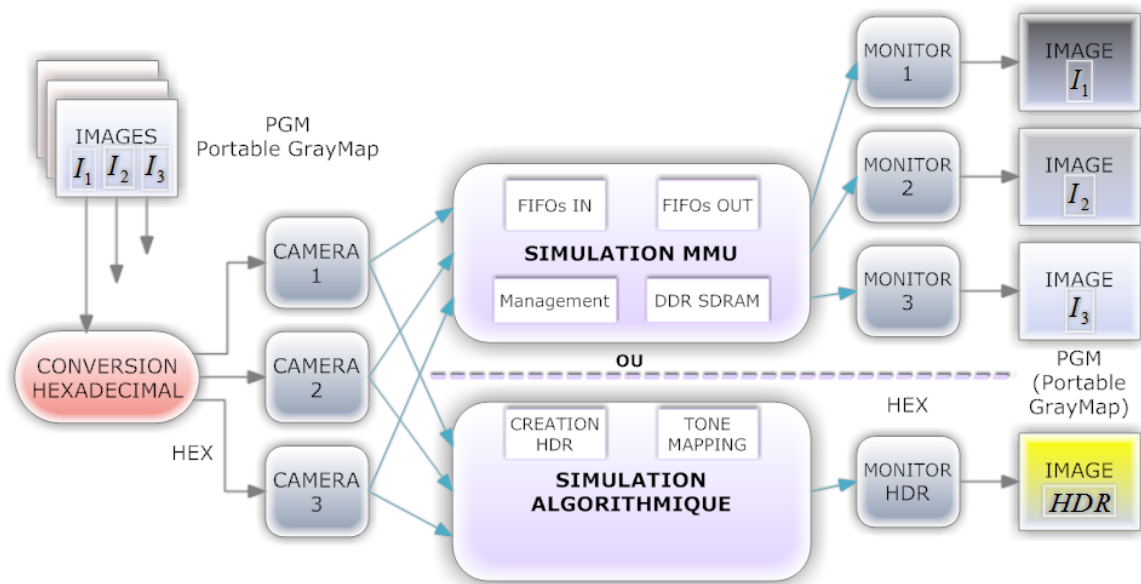 IMAGES
I1 I2 I3
PGM
Portable GrayMap
CONVERSION
HEXADECIMAL
HEX
CAMERA
1
CAMERA
2
CAMERA
3
FIFOs IN
FIFOs OUT
SIMULATION MMU
Management
DDR SDRAM
OU
CREATION
HDR
TONE
MAPPING
SIMULATION
ALGORITHMIQUE
MONITOR
1
MONITOR
2
MONITOR
3
HEX
MONITOR
HDR
IMAGE
I1
IMAGE
I2
IMAGE
I3
PGM
(Portable
GrayMap)
IMAGE
HDR